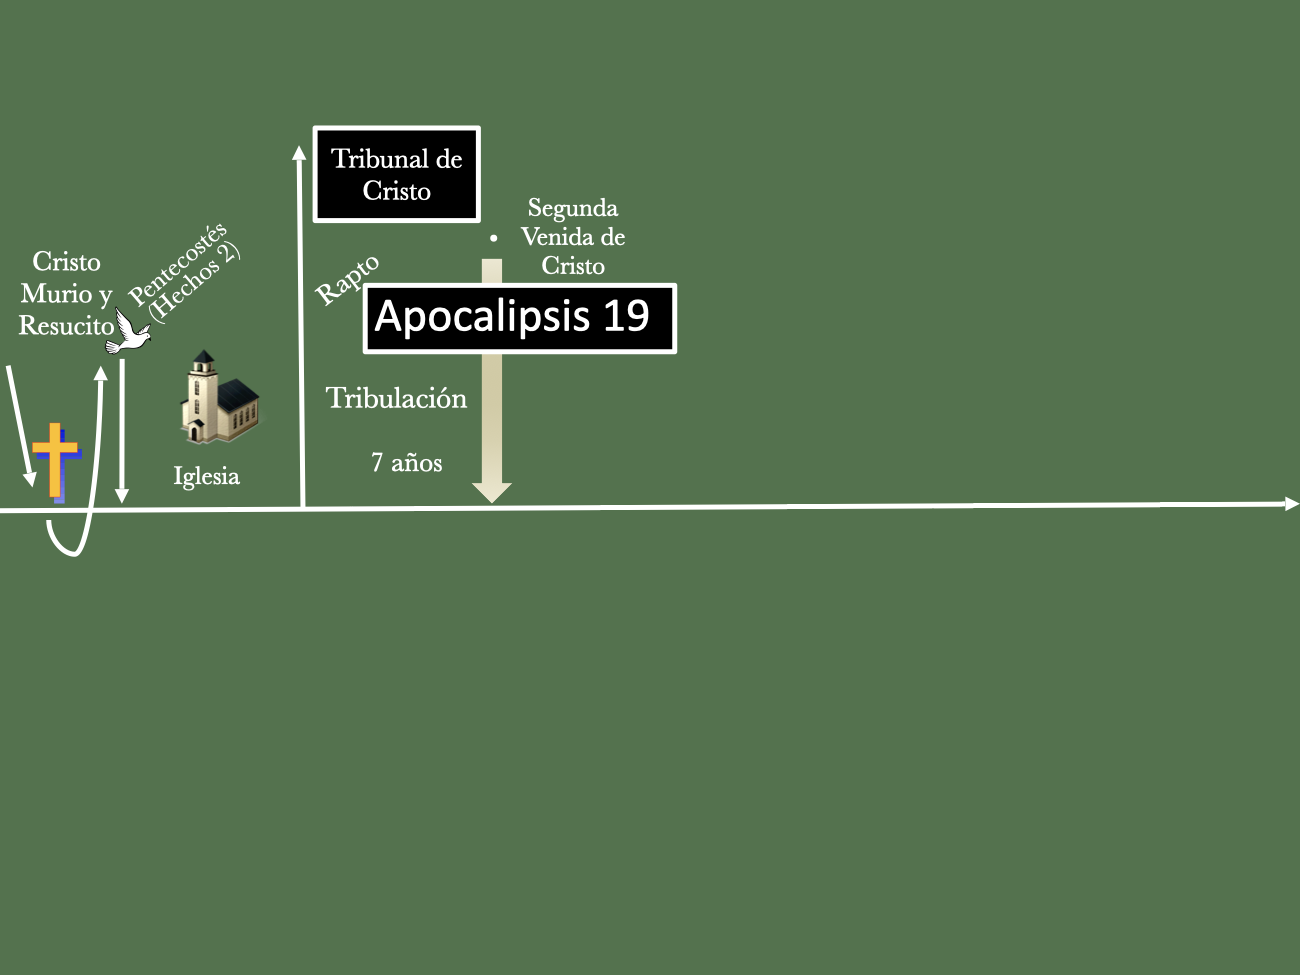 Cristo
Murio y
Resucito
Pentecostés
(Hechos 2)
Iglesia
Rapto
Tribunal de
Cristo
Tribulación
7 años
• Segunda
Venida de
Cristo
Apocalipsis 19